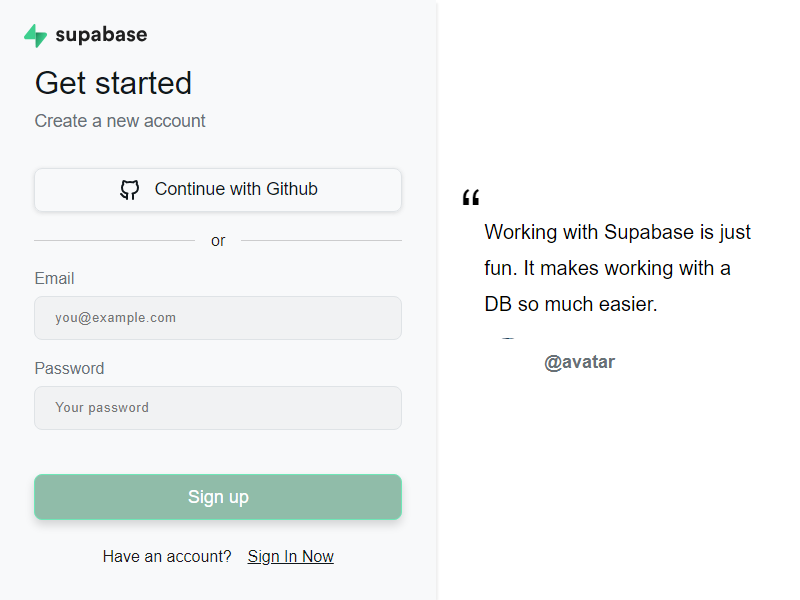 supabase
Get started
Create a new account
Continue with Github
or
Email
you@example.com
Password
Your password
Sign up
Have an account? Sign In Now
“
Working with Supabase is just
fun. It makes working with a
DB so much easier.
@avatar